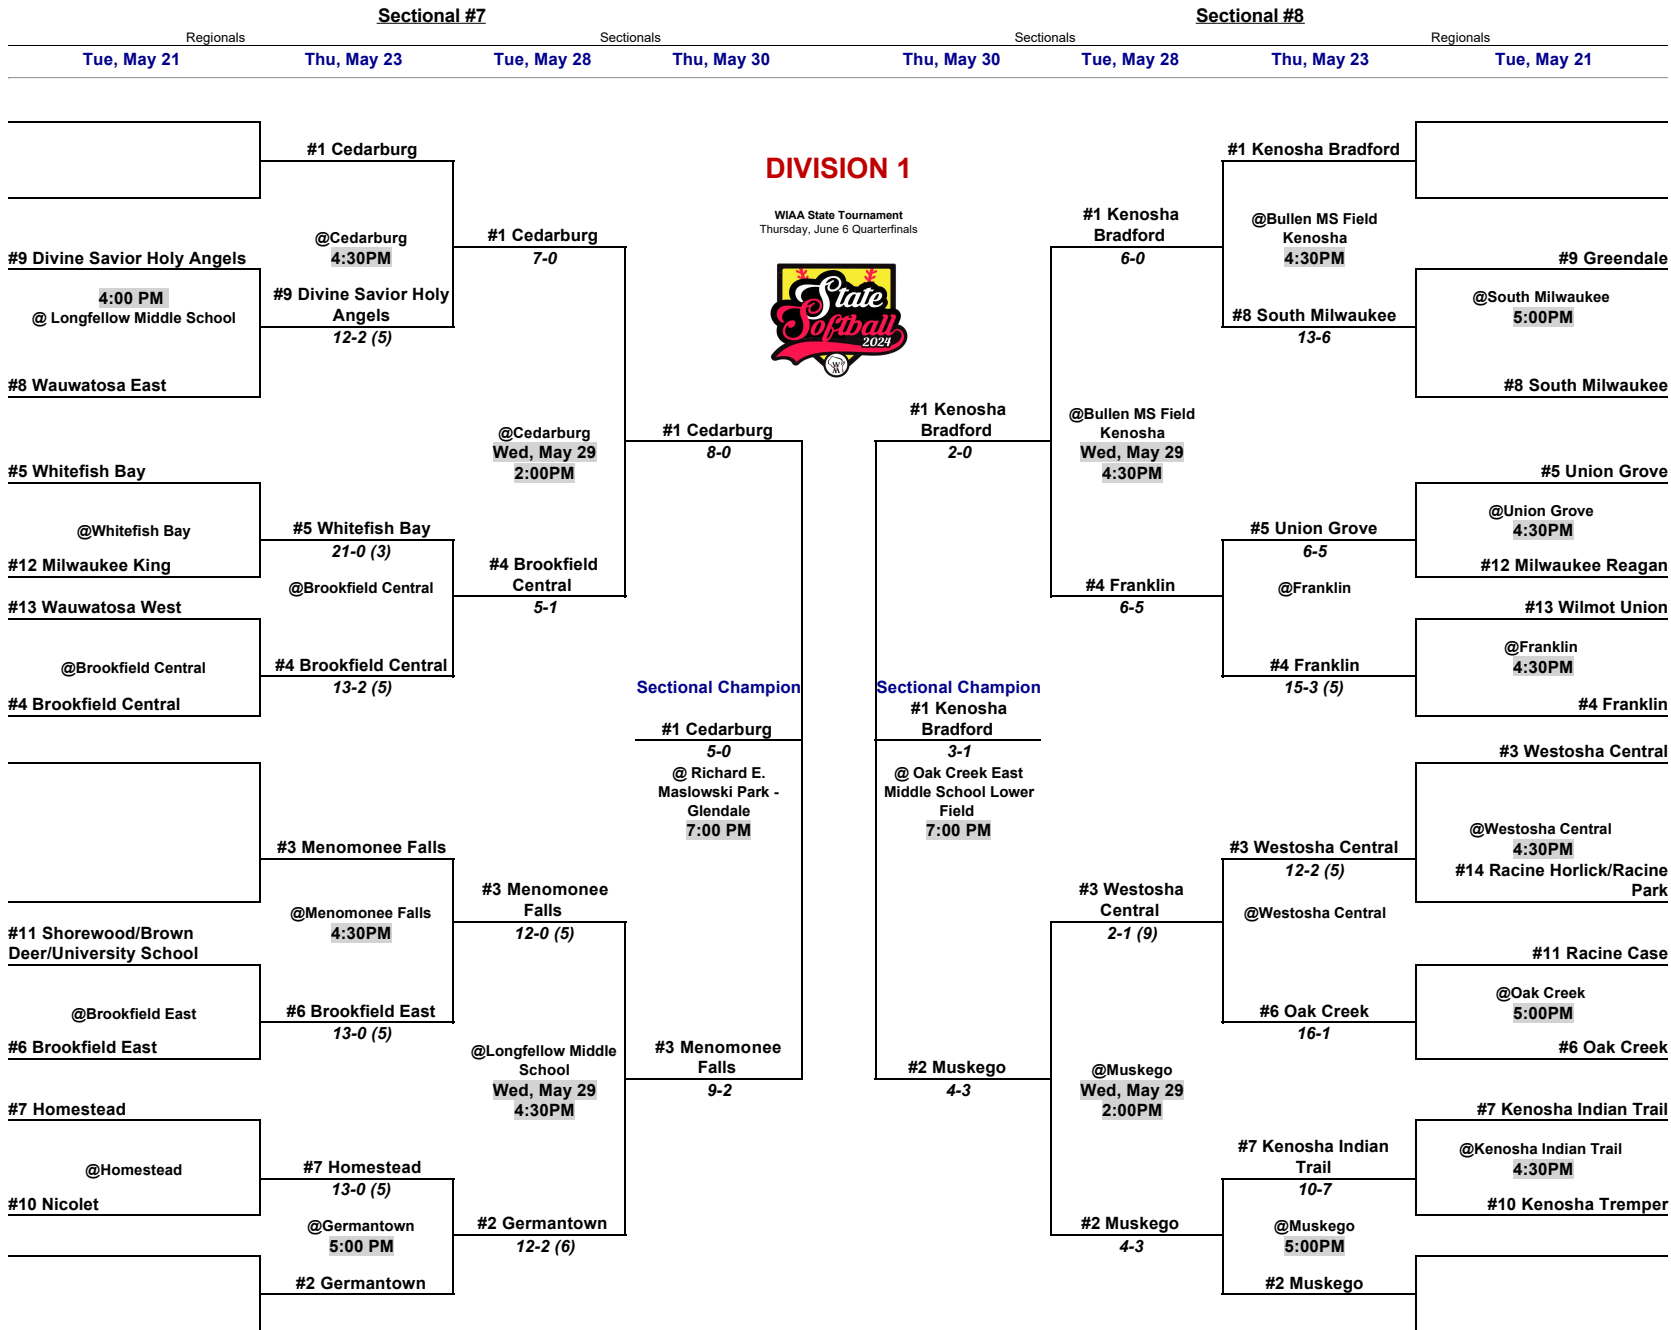 Sectional #7
Sectional #8
Regionals
Sectionals
Sectionals
Regionals
Tue, May 21
Thu, May 23
Tue, May 28
Thu, May 30
Thu, May 30
Tue, May 28
Thu, May 23
Tue, May 21
#9 Divine Savior Holy Angels
4:00 PM
@ Longfellow Middle School
#8 Wauwatosa East
#5 Whitefish Bay
@Whitefish Bay
#12 Milwaukee King
#13 Wauwatosa West
@Brookfield Central
#4 Brookfield Central
#11 Shorewood/Brown
Deer/University School
@Brookfield East
#6 Brookfield East
#7 Homestead
@Homestead
#10 Nicolet
#1 Cedarburg
@Cedarburg
4:30PM
#9 Divine Savior Holy
Angels
12-2 (5)
#5 Whitefish Bay
21-0 (3)
@Brookfield Central
#4 Brookfield Central
13-2 (5)
#3 Menomonee Falls
@Menomonee Falls
4:30PM
#6 Brookfield East
13-0 (5)
#7 Homestead
13-0 (5)
@Germantown
5:00 PM
#2 Germantown
#1 Cedarburg
7-0
@Cedarburg
Wed, May 29
2:00PM
#4 Brookfield
Central
5-1
#3 Menomonee
Falls
12-0 (5)
@Longfellow Middle
School
Wed, May 29
4:30PM
#2 Germantown
12-2 (6)
#1 Cedarburg
8-0
Sectional Champion
#1 Cedarburg
5-0
@ Richard E.
Maslowski Park -
Glendale
7:00 PM
#3 Menomonee
Falls
9-2
DIVISION 1
WIAA State Tournament
Thursday, June 6 Quarterfinals
State
Softball
2024
#1 Kenosha
Bradford
2-0
Sectional Champion
#1 Kenosha
Bradford
3-1
@ Oak Creek East
Middle School Lower
Field
7:00 PM
#2 Muskego
4-3
#1 Kenosha
Bradford
6-0
@Bullen MS Field
Kenosha
Wed, May 29
4:30PM
#4 Franklin
6-5
#3 Westosha
Central
2-1 (9)
@Muskego
Wed, May 29
2:00PM
#2 Muskego
4-3
#1 Kenosha Bradford
@Bullen MS Field
Kenosha
4:30PM
#8 South Milwaukee
13-6
#5 Union Grove
6-5
@Franklin
#4 Franklin
15-3 (5)
#3 Westosha Central
12-2 (5)
@Westosha Central
#6 Oak Creek
16-1
#7 Kenosha Indian
Trail
10-7
@Muskego
5:00PM
#2 Muskego
#9 Greendale
@South Milwaukee
5:00PM
#8 South Milwaukee
#5 Union Grove
@Union Grove
4:30PM
#12 Milwaukee Reagan
#13 Wilmot Union
@Franklin
4:30PM
#4 Franklin
#3 Westosha Central
@Westosha Central
4:30PM
#14 Racine Horlick/Racine
Park
#11 Racine Case
@Oak Creek
5:00PM
#6 Oak Creek
#7 Kenosha Indian Trail
@Kenosha Indian Trail
4:30PM
#10 Kenosha Tremper